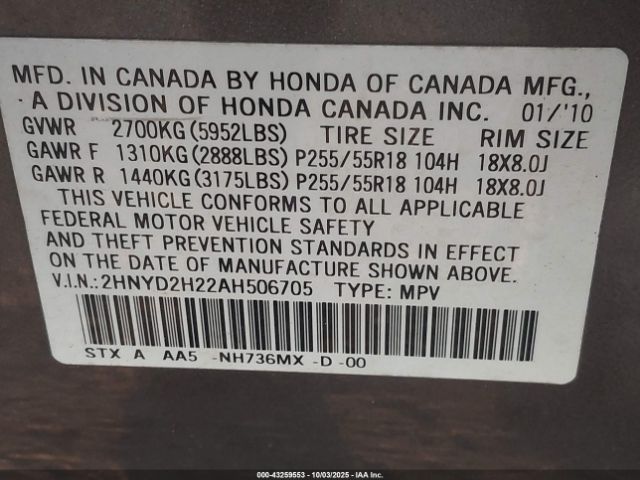 MFD. IN CANADA BY HONDA OF CANADA MFG.,
A DIVISION OF HONDA CANADA INC. 01/'10
GVWR 2700KG(5952LBS) TIRE SIZE RIM SIZE
GAWR F 1310KG(2888LBS) P255/55R18 104H 18X8.0J
GAWR R 1440KG(3175LBS) P255/55R18 104H 18X8.0J
THIS VEHICLE CONFORMS TO ALL APPLICABLE
FEDERAL MOTOR VEHICLE SAFETY
AND THEFT PREVENTION STANDARDS IN EFFECT
ON THE DATE OF MANUFACTURE SHOWN ABOVE.
V.I.N.:2HNYD2H22AH506705 TYPE: MPV
STX A AA5 -NH736MX -D -00
000-43259553 | 10/03/2025 | IAA Inc.